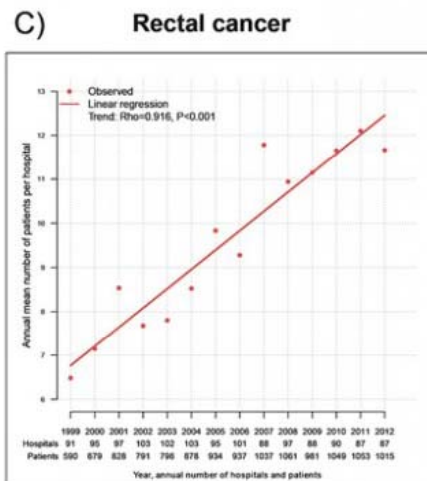 C) Rectal cancer
Observed
Linear regression
Trend: Rho=0.916, P<0.001
Annual mean number of patients per hospital
13
12
11
10
9
8
7
6
1999 2000 2001 2002 2003 2004 2005 2006 2007 2008 2009 2010 2011 2012
Hospitals 91 95 97 103 102 103 95 101 88 97 88 90 87 87
Patients 590 679 828 791 796 878 934 937 1037 1061 981 1049 1053 1015
Year, annual number of hospitals and patients